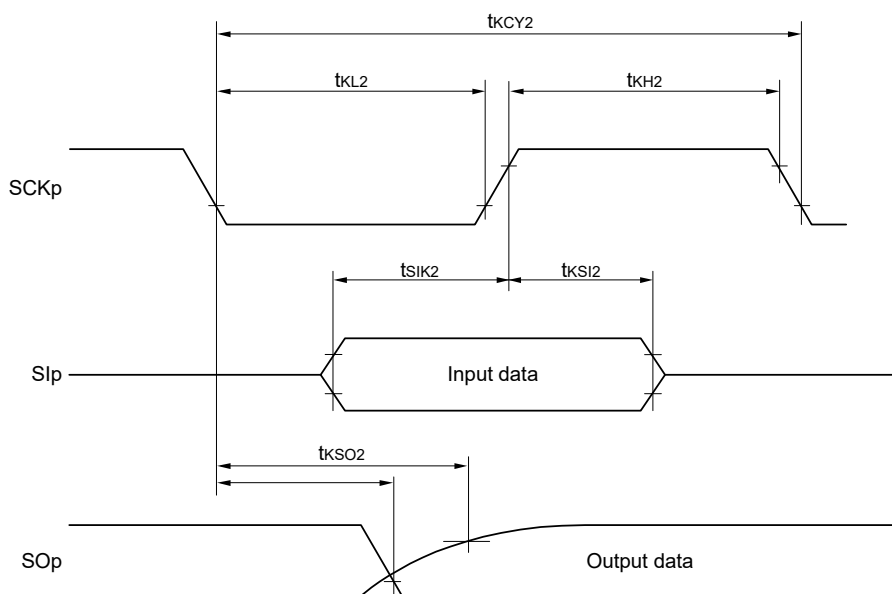 tKCY2
tKL2
tKH2
SCKp
tSIK2
tKSI2
SIp
Input data
tKSO2
SOp
Output data